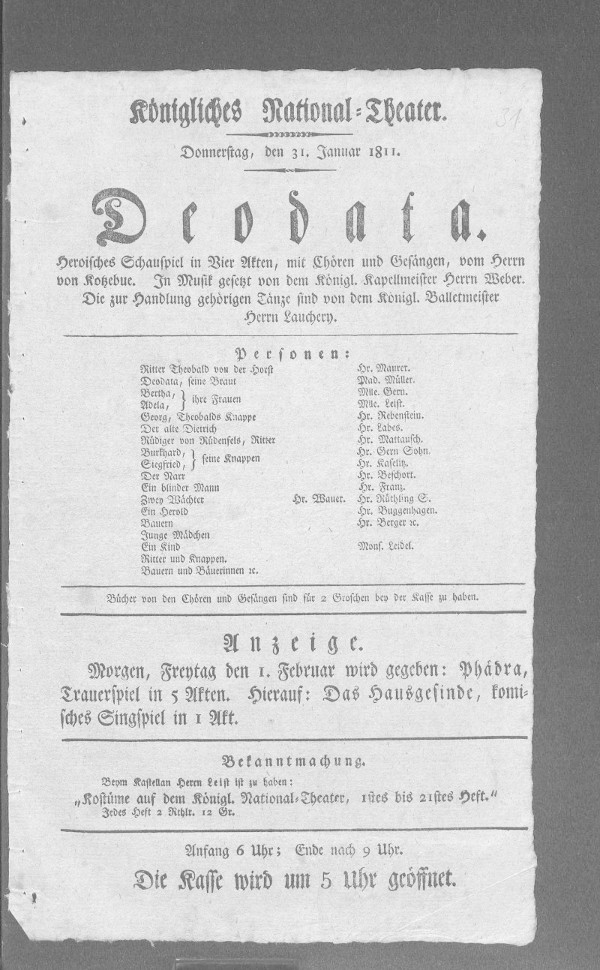 31
Königliches National-Theater.
Donnerstag, den 31. Januar 1811.
Deodata.
Heroisches Schauspiel in Vier Akten, mit Chören und Gesängen, vom Herrn
von Kotzebue. In Musik gesetzt von dem Königl. Kapellmeister Herrn Weber.
Die zur Handlung gehörigen Tänze sind von dem Königl. Balletmeister
Herrn Lauchery.
Personen:
Ritter Theobald von der Horst Hr. Maurer.
Deodata, seine Braut Mad. Müller.
Bertha, } ihre Frauen Mlle. Gern.
Adela, Mlle. Leist.
Georg, Theobalds Knappe Hr. Rebenstein.
Der alte Dietrich Hr. Labes.
Rüdiger von Rüdensfels, Ritter Hr. Mattausch.
Burkhard, } seine Knappen Hr. Gern Sohn.
Siegfried, Hr. Kaselitz.
Der Narr Hr. Beschort.
Ein blinder Mann Hr. Franz.
Zwey Wächter Hr. Wauer. Hr. Rüthling S.
Ein Herold Hr. Buggenhagen.
Bauern Hr. Berger ꝛc.
Junge Mädchen
Ein Kind Mons. Leidel.
Ritter und Knappen.
Bauern und Bäuerinnen ꝛc.
Bücher von den Chören und Gesängen sind für 2 Groschen bey der Kasse zu haben.
Anzeige.
Morgen, Freytag den 1. Februar wird gegeben: Phädra,
Trauerspiel in 5 Akten. Hierauf: Das Hausgesinde, komi-
sches Singspiel in 1 Akt.
Bekanntmachung.
Beym Kastellan Herrn Leist ist zu haben:
„Kostüme auf dem Königl. National-Theater, 1stes bis 21stes Heft.“
Jedes Heft 2 Rthlr. 12 Gr.
Anfang 6 Uhr; Ende nach 9 Uhr.
Die Kasse wird um 5 Uhr geöffnet.